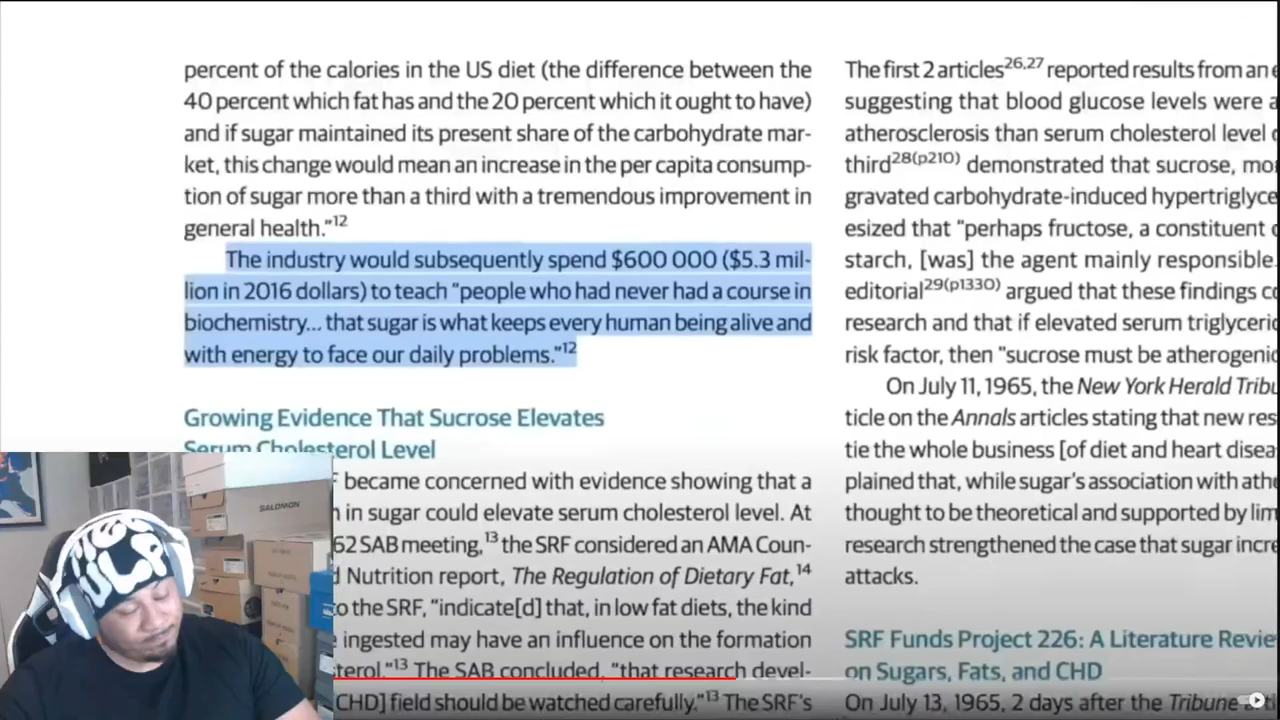 percent of the calories in the US diet (the difference between the
40 percent which fat has and the 20 percent which it ought to have)
and if sugar maintained its present share of the carbohydrate mar-
ket, this change would mean an increase in the per capita consump-
tion of sugar more than a third with a tremendous improvement in
general health."12
The industry would subsequently spend $600 000 ($5.3 mil-
lion in 2016 dollars) to teach "people who had never had a course in
biochemistry... that sugar is what keeps every human being alive and
with energy to face our daily problems."12
Growing Evidence That Sucrose Elevates
Serum Cholesterol Level
became concerned with evidence showing that a
in sugar could elevate serum cholesterol level. At
62 SAB meeting,13 the SRF considered an AMA Coun-
Nutrition report, The Regulation of Dietary Fat,14
to the SRF, "indicate[d] that, in low fat diets, the kind
ingested may have an influence on the formation
terol."13 The SAB concluded, "that research devel-
[CHD] field should be watched carefully."13 The SRF's
The first 2 articles26,27 reported results from an
suggesting that blood glucose levels were
atherosclerosis than serum cholesterol level
third28(p210) demonstrated that sucrose, mo
gravated carbohydrate-induced hypertriglyce
esized that "perhaps fructose, a constituent
starch, [was] the agent mainly responsible.
editorial29(p1330) argued that these findings
research and that if elevated serum triglyceri
risk factor, then "sucrose must be atherogenic
On July 11, 1965, the New York Herald Tribu
ticle on the Annals articles stating that new res
tie the whole business [of diet and heart disea
plained that, while sugar's association with ath
thought to be theoretical and supported by lim
research strengthened the case that sugar incre
attacks.
SRF Funds Project 226: A Literature Revie
on Sugars, Fats, and CHD
On July 13, 1965, 2 days after the Tribune
SALOMON